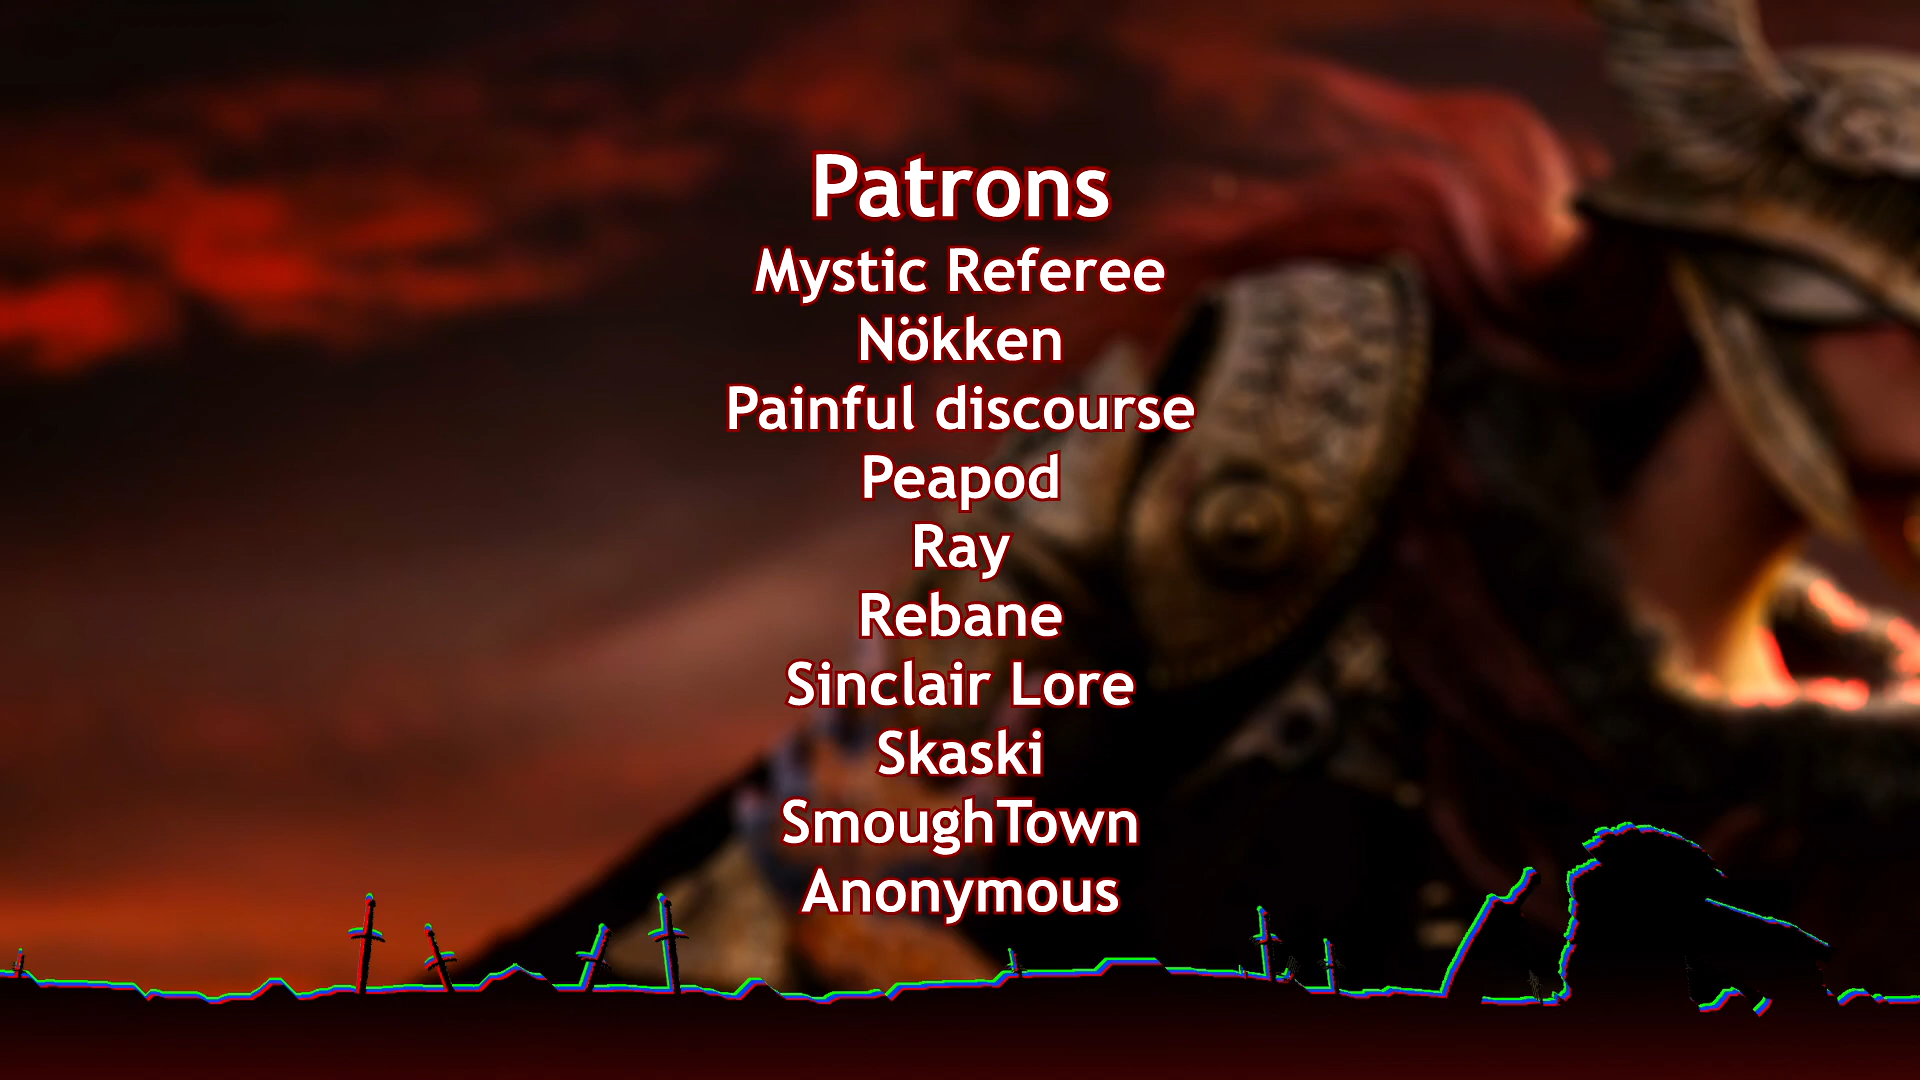 Patrons
Mystic Referee
Nökken
Painful discourse
Peapod
Ray
Rebane
Sinclair Lore
Skaski
SmoughTown
Anonymous